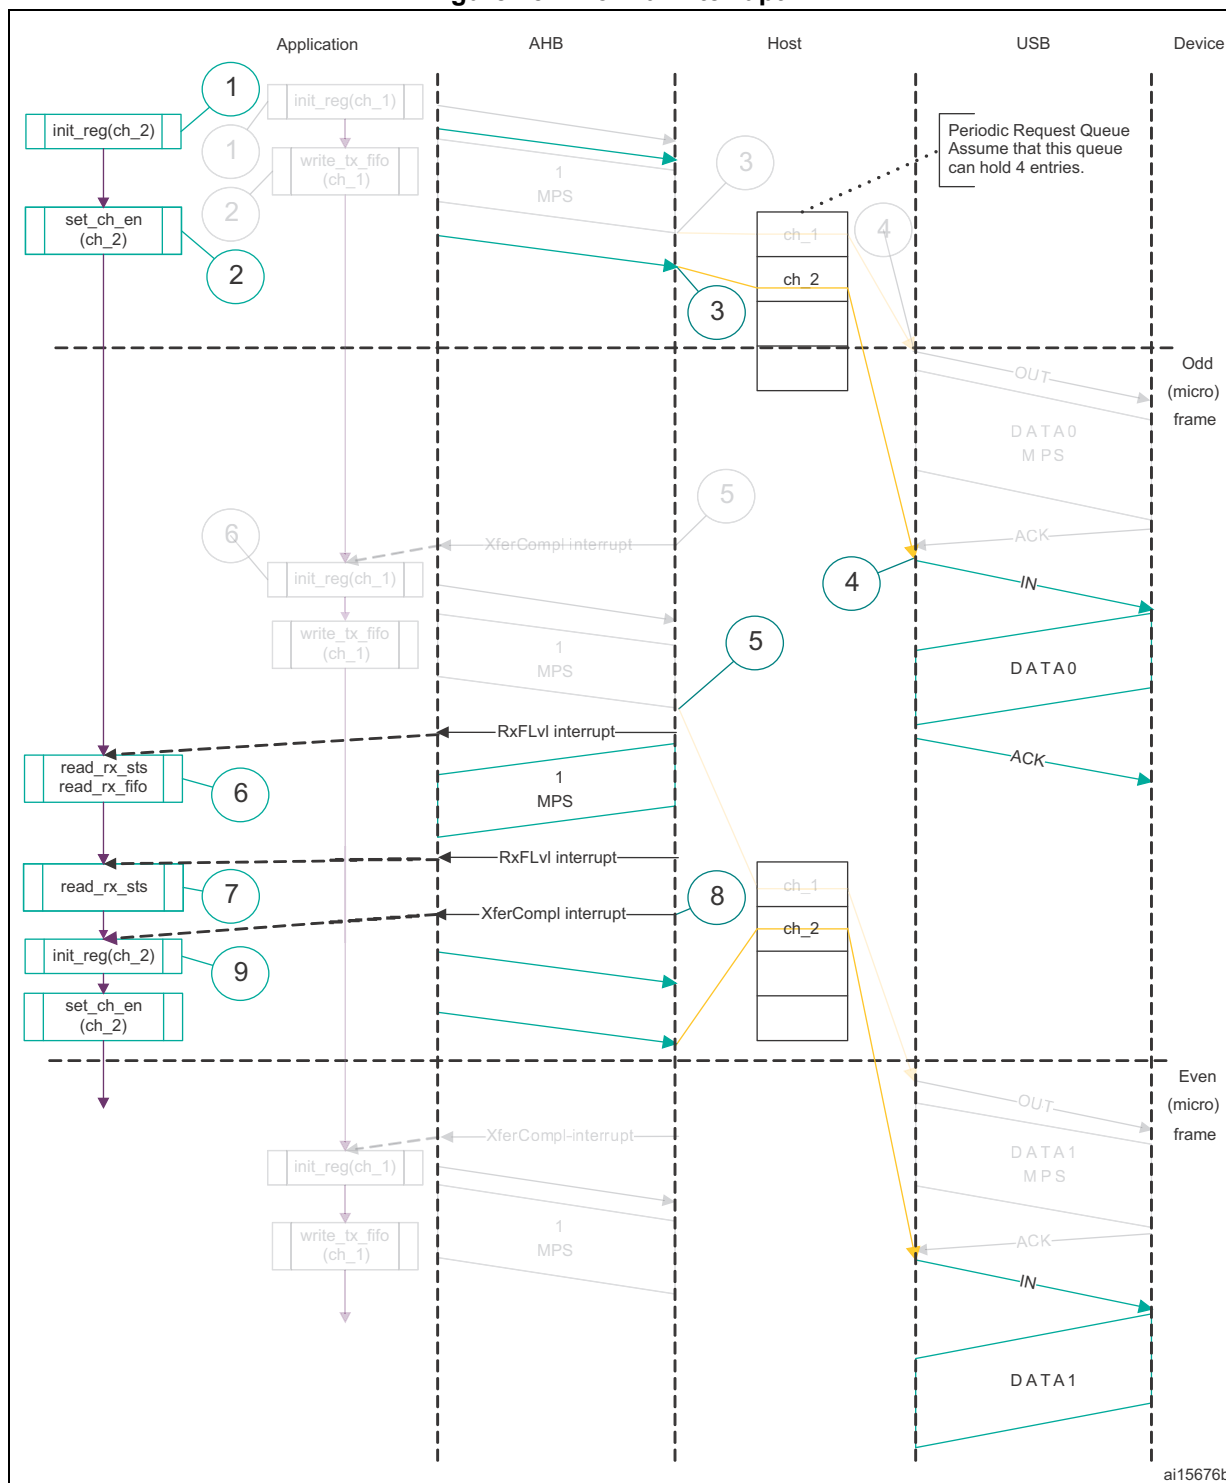 Application AHB Host USB Device
1
init_reg(ch_1)
init_reg(ch_2)
1
write_tx_fifo
(ch_1)
1
MPS
2
3
Periodic Request Queue
Assume that this queue
can hold 4 entries.
set_ch_en
(ch_2)
2
ch_1
4
ch_2
3
Odd
(micro)
frame
OUT
DATA0
MPS
5
6
XferCompl interrupt
ACK
init_reg(ch_1)
4
IN
write_tx_fifo
(ch_1)
1
MPS
5
DATA0
RxFLvl interrupt
ACK
read_rx_sts
read_rx_fifo
6
1
MPS
RxFLvl interrupt
read_rx_sts
7
8
ch_1
XferCompl interrupt
ch_2
init_reg(ch_2)
9
set_ch_en
(ch_2)
Even
(micro)
frame
OUT
XferCompl-interrupt
DATA1
MPS
init_reg(ch_1)
write_tx_fifo
(ch_1)
1
MPS
ACK
IN
DATA1
ai15676b